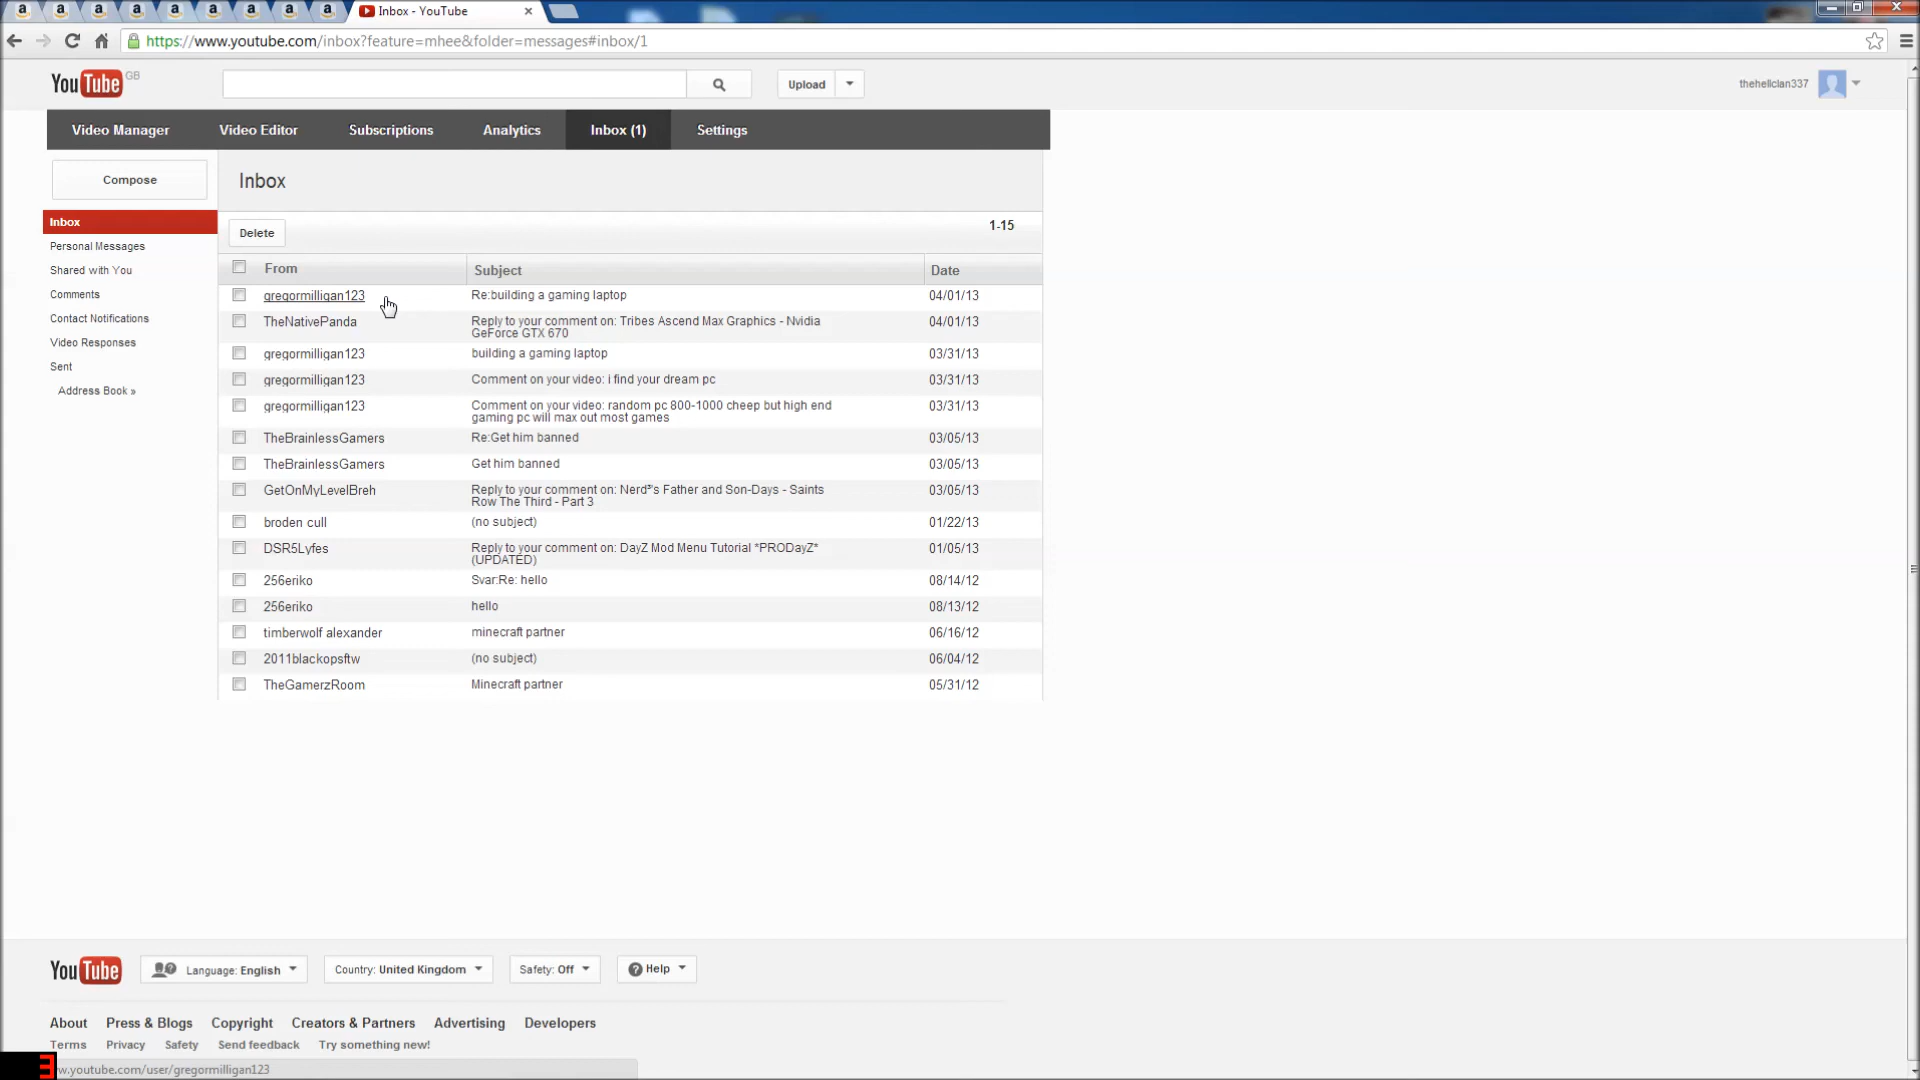 Inbox - YouTube
https://www.youtube.com/inbox?feature=mhee&folder=messages#inbox/1
YouTube GB
Upload
thehellclan337
Video Manager
Video Editor
Subscriptions
Analytics
Inbox (1)
Settings
Compose
Inbox
Personal Messages
Shared with You
Comments
Contact Notifications
Video Responses
Sent
Address Book »
Inbox
Delete
1-15
From Subject Date
gregormilligan123 Re:building a gaming laptop 04/01/13
TheNativePanda Reply to your comment on: Tribes Ascend Max Graphics - Nvidia 04/01/13
GeForce GTX 670
gregormilligan123 building a gaming laptop 03/31/13
gregormilligan123 Comment on your video: i find your dream pc 03/31/13
gregormilligan123 Comment on your video: random pc 800-1000 cheep but high end 03/31/13
gaming pc will max out most games
TheBrainlessGamers Re:Get him banned 03/05/13
TheBrainlessGamers Get him banned 03/05/13
GetOnMyLevelBreh Reply to your comment on: Nerd³'s Father and Son-Days - Saints 03/05/13
Row The Third - Part 3
broden cull (no subject) 01/22/13
DSR5Lyfes Reply to your comment on: DayZ Mod Menu Tutorial *PRODayZ* 01/05/13
(UPDATED)
256eriko Svar:Re: hello 08/14/12
256eriko hello 08/13/12
timberwolf alexander minecraft partner 06/16/12
2011blackopsftw (no subject) 06/04/12
TheGamerzRoom Minecraft partner 05/31/12
YouTube
Language: English
Country: United Kingdom
Safety: Off
Help
About Press & Blogs Copyright Creators & Partners Advertising Developers
Terms Privacy Safety Send feedback Try something new!
3
w.youtube.com/user/gregormilligan123